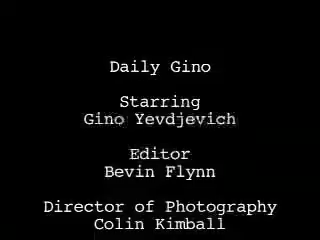 Daily Gino
Starring
Gino Yevdjevich
Editor
Bevin Flynn
Director of Photography
Colin Kimball